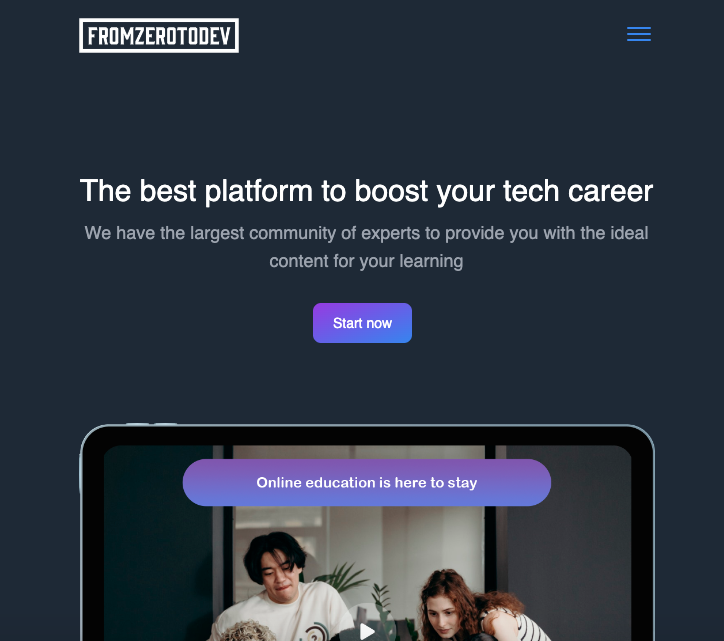 FROMZEROTODEV
The best platform to boost your tech career
We have the largest community of experts to provide you with the ideal
content for your learning
Start now
Online education is here to stay